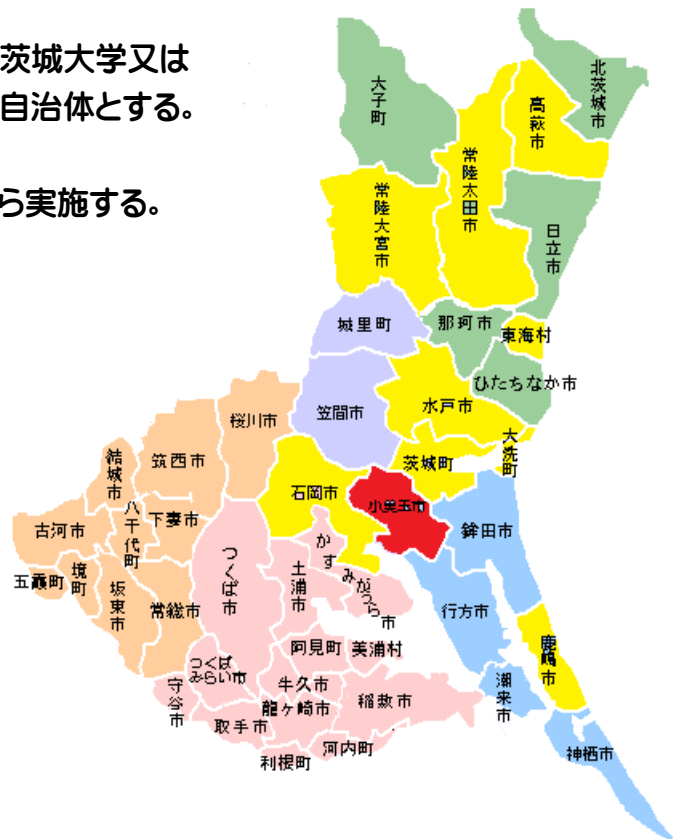 茨城大学又は
自治体とする。
ら実施する。
大子町
北茨城市
高萩市
常陸太田市
常陸大宮市
日立市
城里町
那珂市
東海村
ひたちなか市
笠間市
水戸市
大洗町
茨城町
桜川市
筑西市
結城市
石岡市
小美玉市
鉾田市
古河市
八千代町
下妻市
つくば市
かすみがうら市
土浦市
五霞町
境町
坂東市
常総市
行方市
鹿嶋市
阿見町
美浦村
つくばみらい市
守谷市
牛久市
龍ヶ崎市
稲敷市
潮来市
取手市
利根町
河内町
神栖市